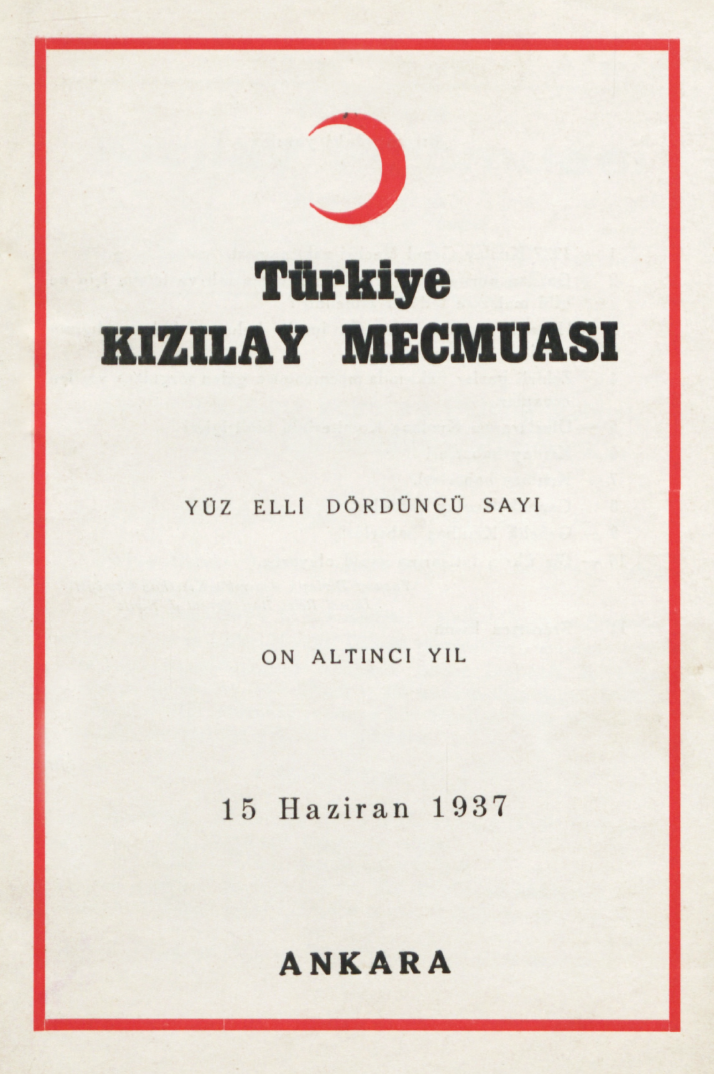 Türkiye
KIZILAY MECMUASI
YÜZ ELLİ DÖRDÜNCÜ SAYI
ON ALTINCI YIL
15 Haziran 1937
ANKARA